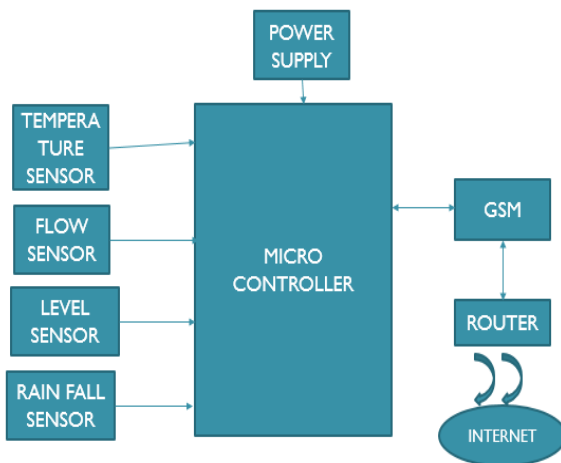 POWER
SUPPLY
TEMPERA
TURE
SENSOR
FLOW
SENSOR
LEVEL
SENSOR
RAIN FALL
SENSOR
MICRO
CONTROLLER
GSM
ROUTER
INTERNET